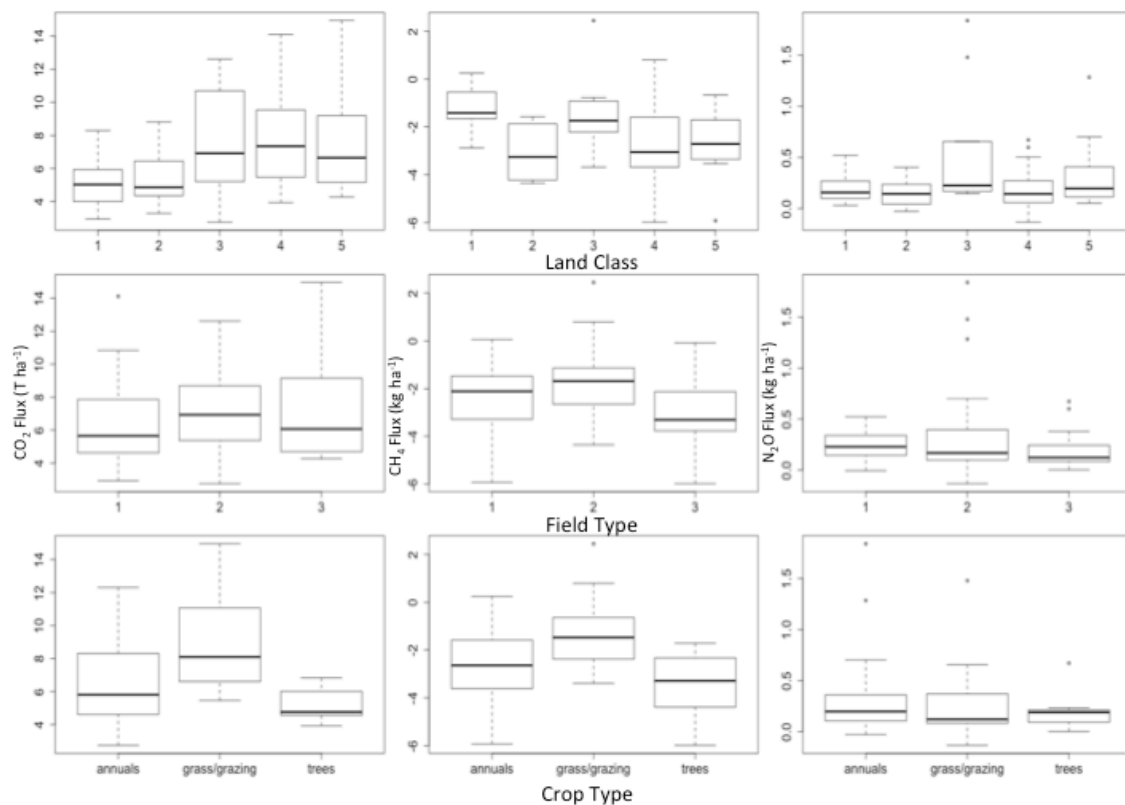 4 6 8 10 12 14
1 2 3 4 5
-6 -4 -2 0 2
1 2 3 4 5
0.0 0.5 1.0 1.5
1 2 3 4 5
Land Class
CO2 Flux (T ha-1)
4 6 8 10 12 14
1 2 3
CH4 Flux (kg ha-1)
-6 -4 -2 0 2
1 2 3
N2O Flux (kg ha-1)
0.0 0.5 1.0 1.5
1 2 3
Field Type
4 6 8 10 12 14
annuals grass/grazing trees
-6 -4 -2 0 2
annuals grass/grazing trees
0.0 0.5 1.0 1.5
annuals grass/grazing trees
Crop Type